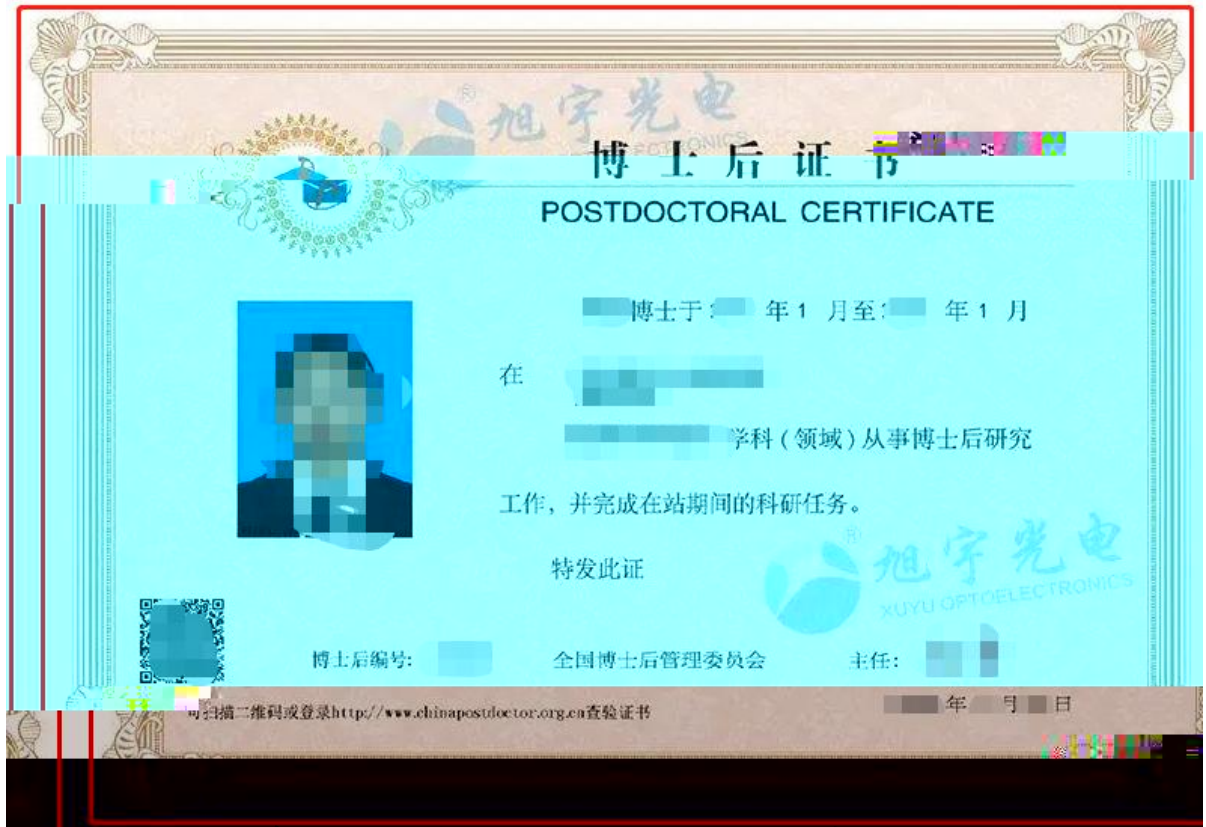 旭宇光电
博士后证书
POSTDOCTORAL CERTIFICATE
博士于 年 1 月至 年 1 月
在
学科(领域)从事博士后研究
工作,并完成在站期间的科研任务。
特发此证
旭宇光电
XUYU OPTOELECTRONICS
博士后编号: 全国博士后管理委员会 主任:
年 月 日
可扫描二维码或登录http://www.chinapostdoctor.org.cn查验证书